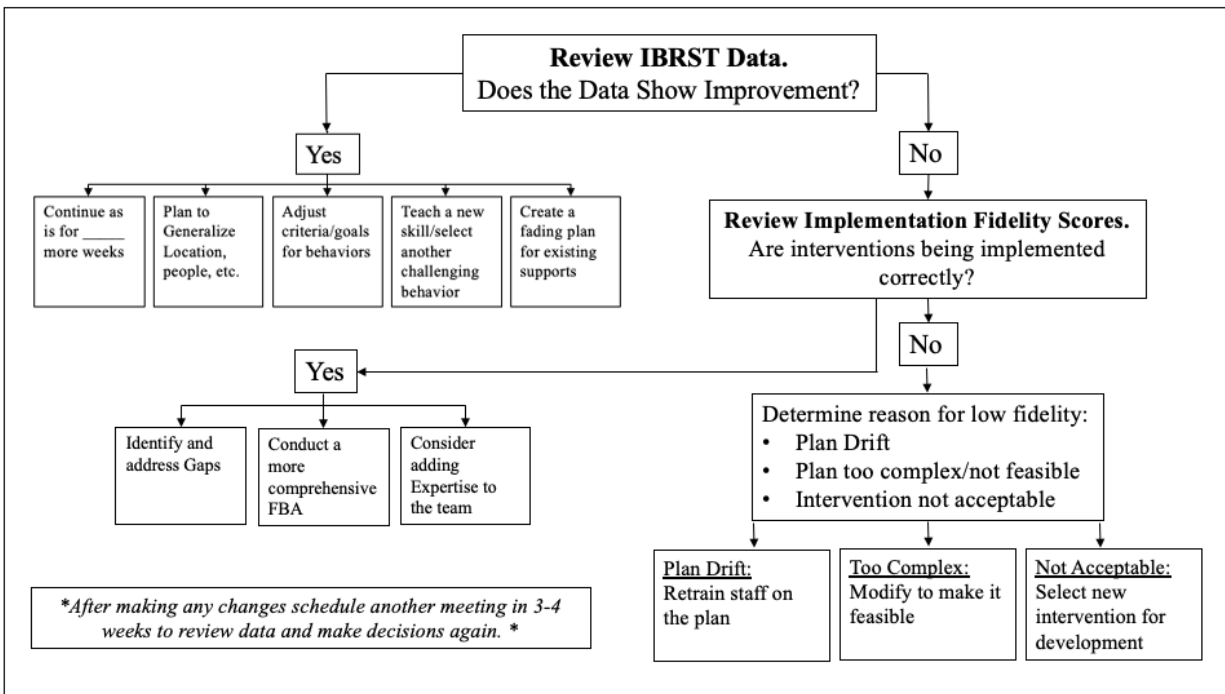 Review IBRST Data.
Does the Data Show Improvement?
Yes
No
Continue as
is for _____
more weeks
Plan to
Generalize
Location,
people, etc.
Adjust
criteria/goals
for behaviors
Teach a new
skill/select
another
challenging
behavior
Create a
fading plan
for existing
supports
Review Implementation Fidelity Scores.
Are interventions being implemented
correctly?
Yes
No
Identify and
address Gaps
Conduct a
more
comprehensive
FBA
Consider
adding
Expertise to
the team
Determine reason for low fidelity:
• Plan Drift
• Plan too complex/not feasible
• Intervention not acceptable
Plan Drift:
Retrain staff on
the plan
Too Complex:
Modify to make it
feasible
Not Acceptable:
Select new
intervention for
development
*After making any changes schedule another meeting in 3-4
weeks to review data and make decisions again. *